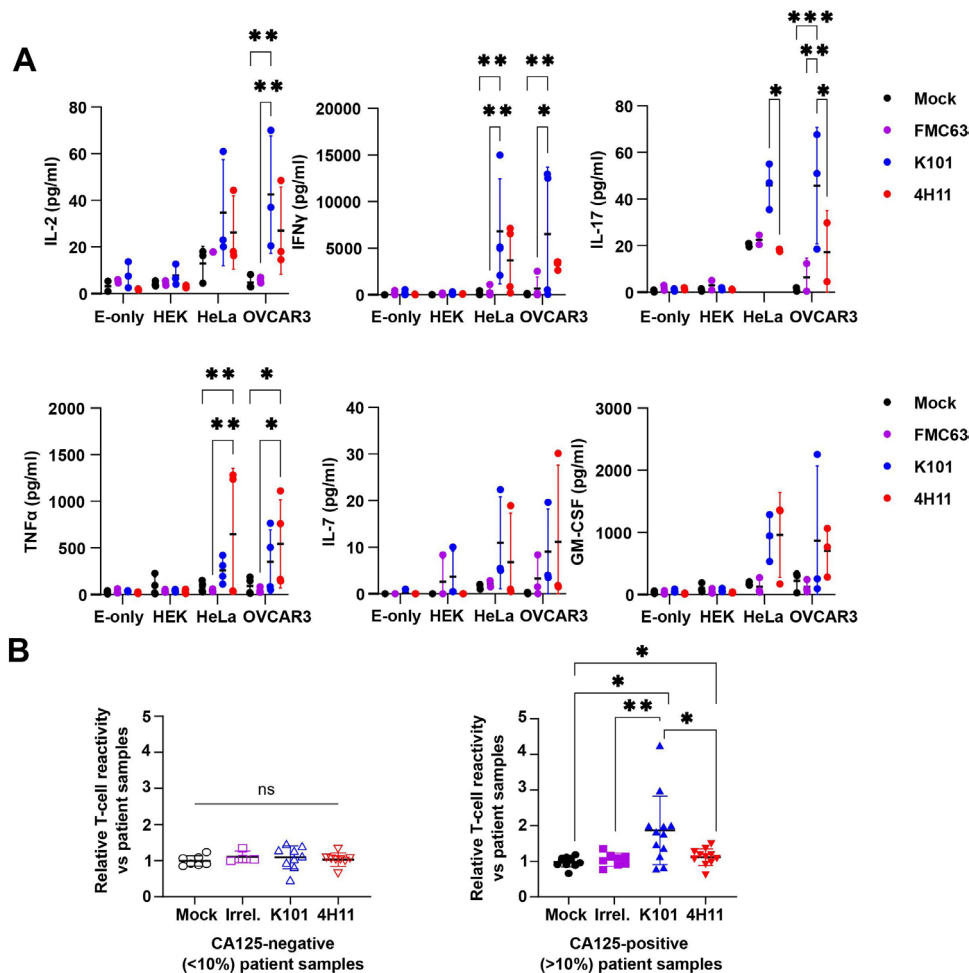 A
** 
**
IL-2 (pg/ml)
80
60
40
20
0
E-only HEK HeLa OVCAR3
** **
** *
IFNγ (pg/ml)
20000
15000
10000
5000
0
E-only HEK HeLa OVCAR3
***
**
* *
IL-17 (pg/ml)
80
60
40
20
0
E-only HEK HeLa OVCAR3
Mock
FMC63
K101
4H11
** *
** *
TNFα (pg/ml)
2000
1500
1000
500
0
E-only HEK HeLa OVCAR3
IL-7 (pg/ml)
40
30
20
10
0
E-only HEK HeLa OVCAR3
GM-CSF (pg/ml)
3000
2000
1000
0
E-only HEK HeLa OVCAR3
Mock
FMC63
K101
4H11
B
Relative T-cell reactivity
vs patient samples
5
4
3
2
1
0
ns
Mock Irrel. K101 4H11
CA125-negative
(<10%) patient samples
*
*
** *
Relative T-cell reactivity
vs patient samples
5
4
3
2
1
0
Mock Irrel. K101 4H11
CA125-positive
(>10%) patient samples